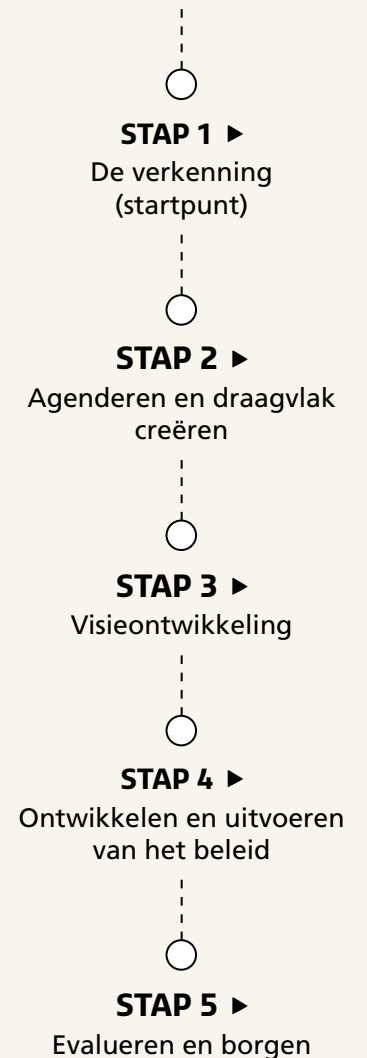 STAP 1 ▶
De verkenning
(startpunt)
STAP 2 ▶
Agenderen en draagvlak
creëren
STAP 3 ▶
Visieontwikkeling
STAP 4 ▶
Ontwikkelen en uitvoeren
van het beleid
STAP 5 ▶
Evalueren en borgen